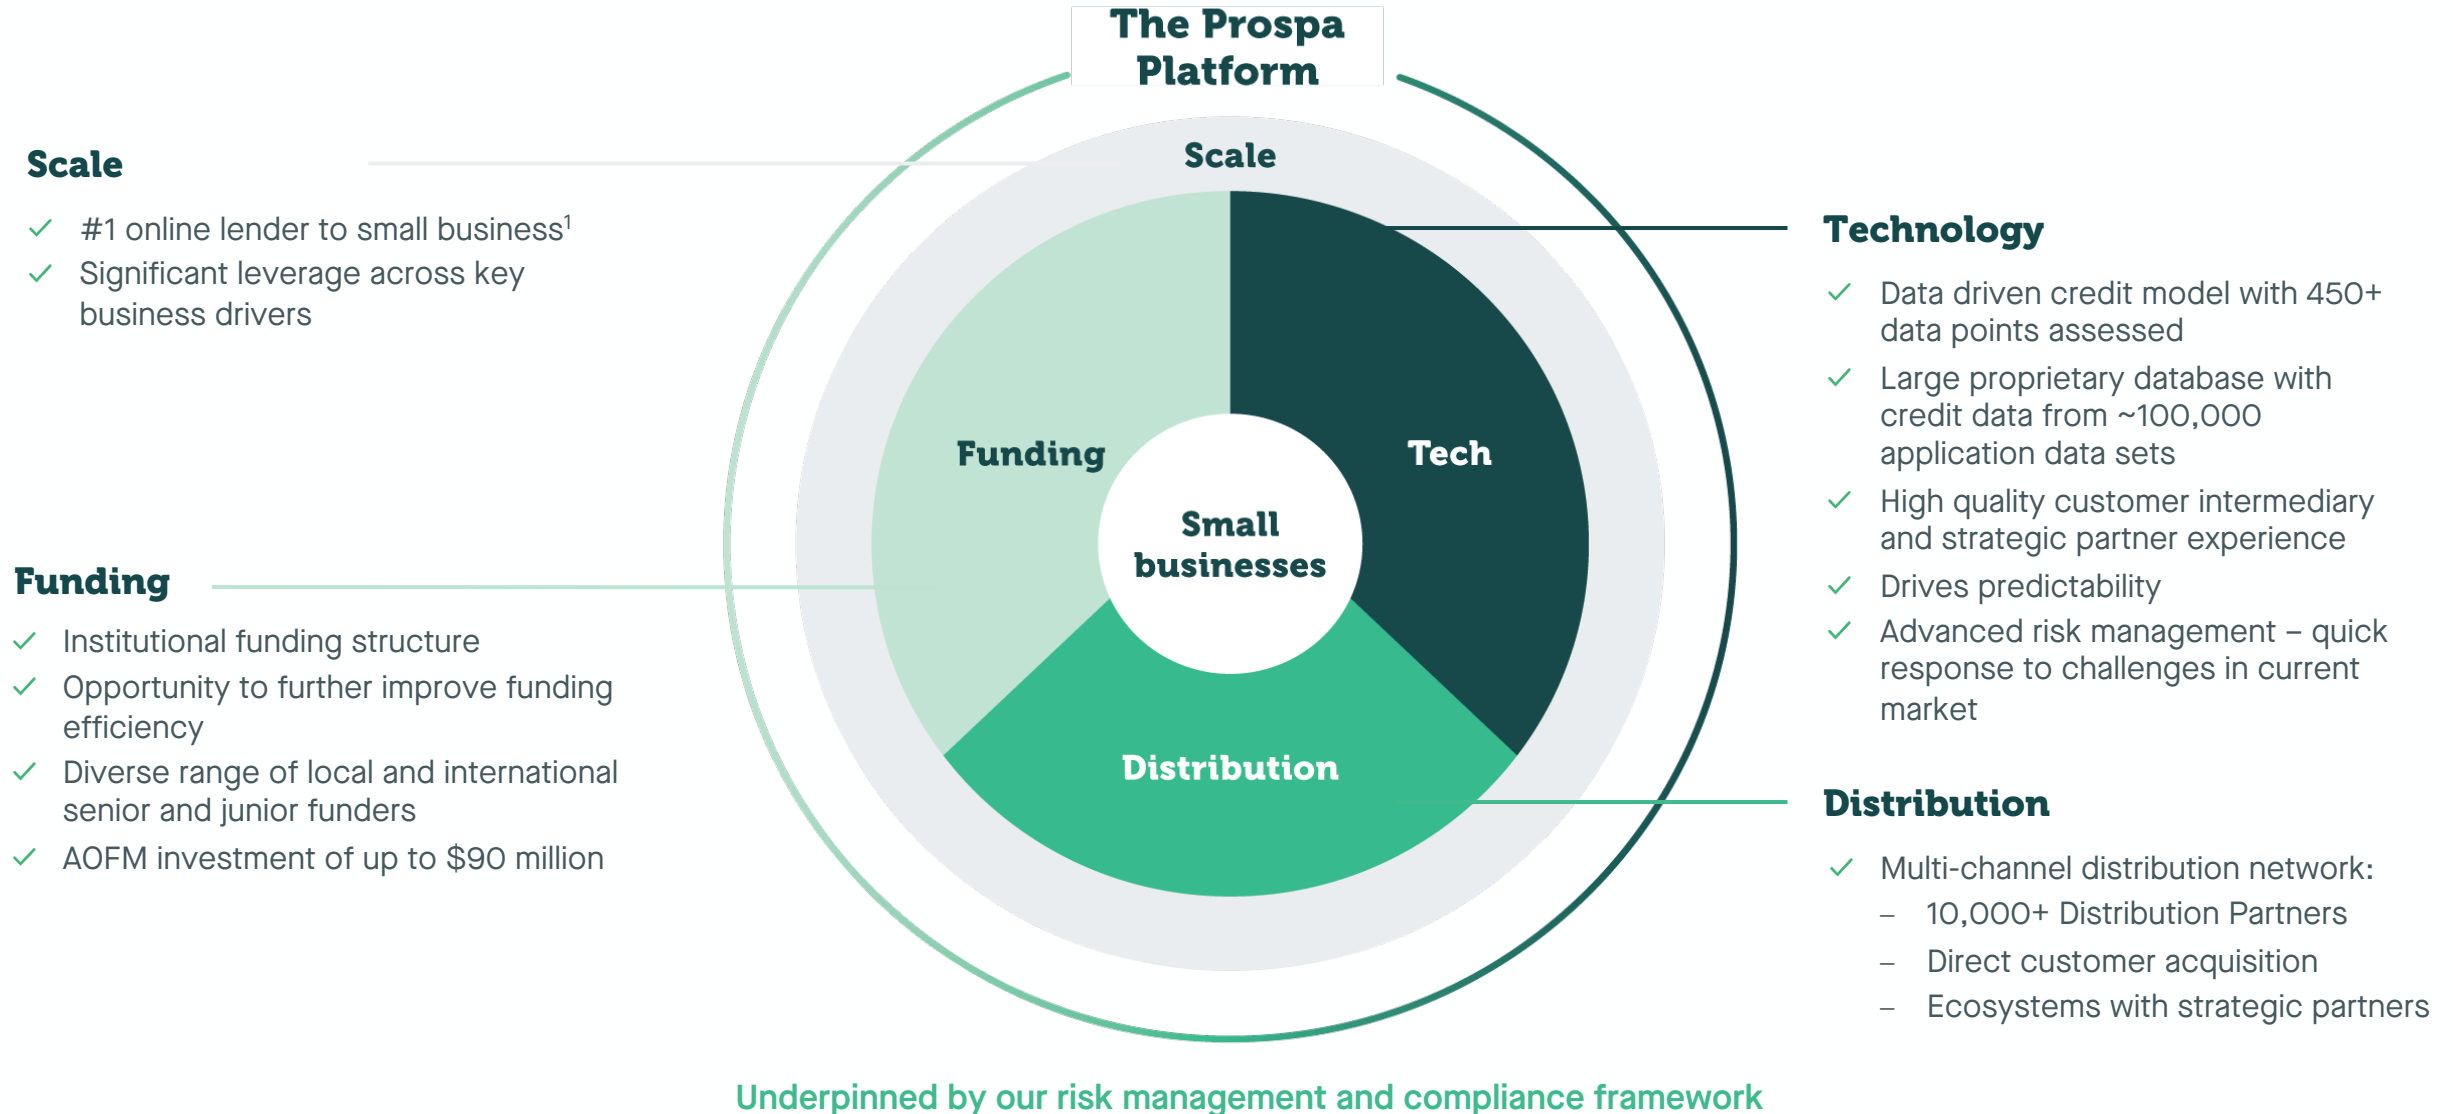 The Prospa
Platform
Scale
#1 online lender to small business¹
Significant leverage across key
business drivers
Funding
Institutional funding structure
Opportunity to further improve funding
efficiency
Diverse range of local and international
senior and junior funders
AOFM investment of up to $90 million
Scale
Funding
Tech
Small
businesses
Distribution
Technology
Data driven credit model with 450+
data points assessed
Large proprietary database with
credit data from ~100,000
application data sets
High quality customer intermediary
and strategic partner experience
Drives predictability
Advanced risk management – quick
response to challenges in current
market
Distribution
Multi-channel distribution network:
– 10,000+ Distribution Partners
– Direct customer acquisition
– Ecosystems with strategic partners
Underpinned by our risk management and compliance framework